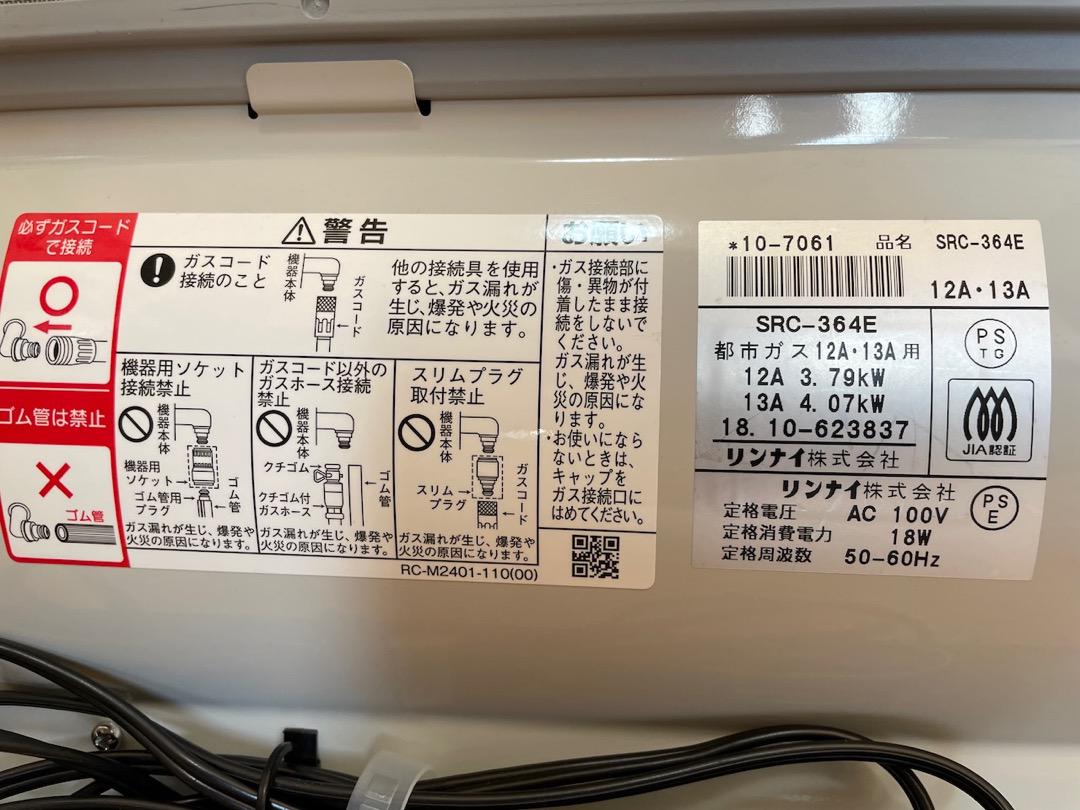 必ずガスコード
で接続
ゴム管は禁止
ゴム管
警告
ガスコード
接続のこと
機器本体
ガスコード
他の接続具を使用
すると、ガス漏れが
生じ、爆発や火災の
原因になります。
機器用ソケット
接続禁止
機器本体
機器用
ソケット
ゴム管用
プラグ
ゴム管
ガス漏れが生じ、爆発や
火災の原因になります。
ガスコード以外の
ガスホース接続
禁止
機器本体
クチゴム
クチゴム付
ガスホース
ゴム管
ガス漏れが生じ、爆発や
火災の原因になります。
スリムプラグ
取付禁止
機器本体
スリム
プラグ
ガスコード
ガス漏れが生じ、爆発や
火災の原因になります。
RC-M2401-110(00)
お願い
・ガス接続部に
傷・異物が付
着したまま接
続をしないで
ください。
ガス漏れが生
じ、爆発や火
災の原因にな
ります。
・お使いになら
ないときは、
キャップを
ガス接続口に
はめてください。
*10-7061 品名 SRC-364E
12A・13A
SRC-364E
都市ガス12A・13A用
12A 3.79kW
13A 4.07kW
18.10-623837
リンナイ株式会社
PS
TG
JIA認証
リンナイ株式会社
定格電圧 AC 100V
定格消費電力 18W
定格周波数 50-60Hz
PS
E